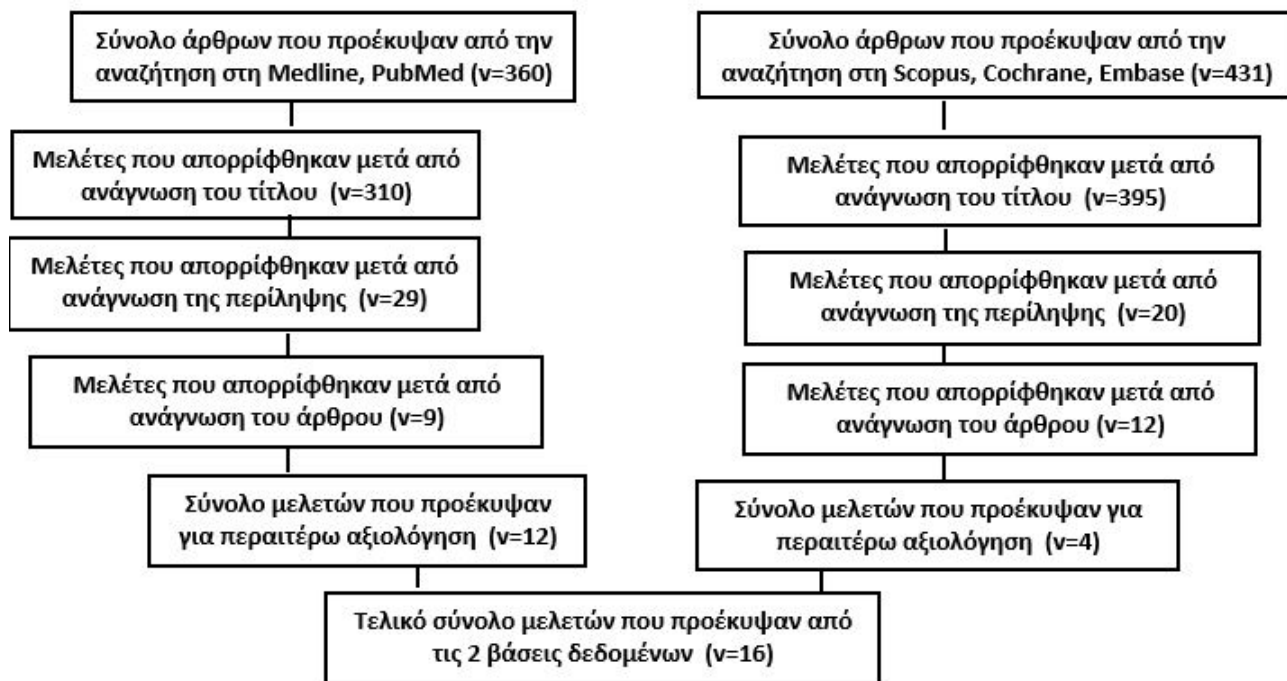 Σύνολο άρθρων που προέκυψαν από την
αναζήτηση στη Medline, PubMed (ν=360)
Μελέτες που απορρίφθηκαν μετά από
ανάγνωση του τίτλου (ν=310)
Μελέτες που απορρίφθηκαν μετά από
ανάγνωση της περίληψης (ν=29)
Μελέτες που απορρίφθηκαν μετά από
ανάγνωση του άρθρου (ν=9)
Σύνολο μελετών που προέκυψαν
για περαιτέρω αξιολόγηση (ν=12)
Σύνολο άρθρων που προέκυψαν από την
αναζήτηση στη Scopus, Cochrane, Embase (ν=431)
Μελέτες που απορρίφθηκαν μετά από
ανάγνωση του τίτλου (ν=395)
Μελέτες που απορρίφθηκαν μετά από
ανάγνωση της περίληψης (ν=20)
Μελέτες που απορρίφθηκαν μετά από
ανάγνωση του άρθρου (ν=12)
Σύνολο μελετών που προέκυψαν για
περαιτέρω αξιολόγηση (ν=4)
Τελικό σύνολο μελετών που προέκυψαν από
τις 2 βάσεις δεδομένων (ν=16)